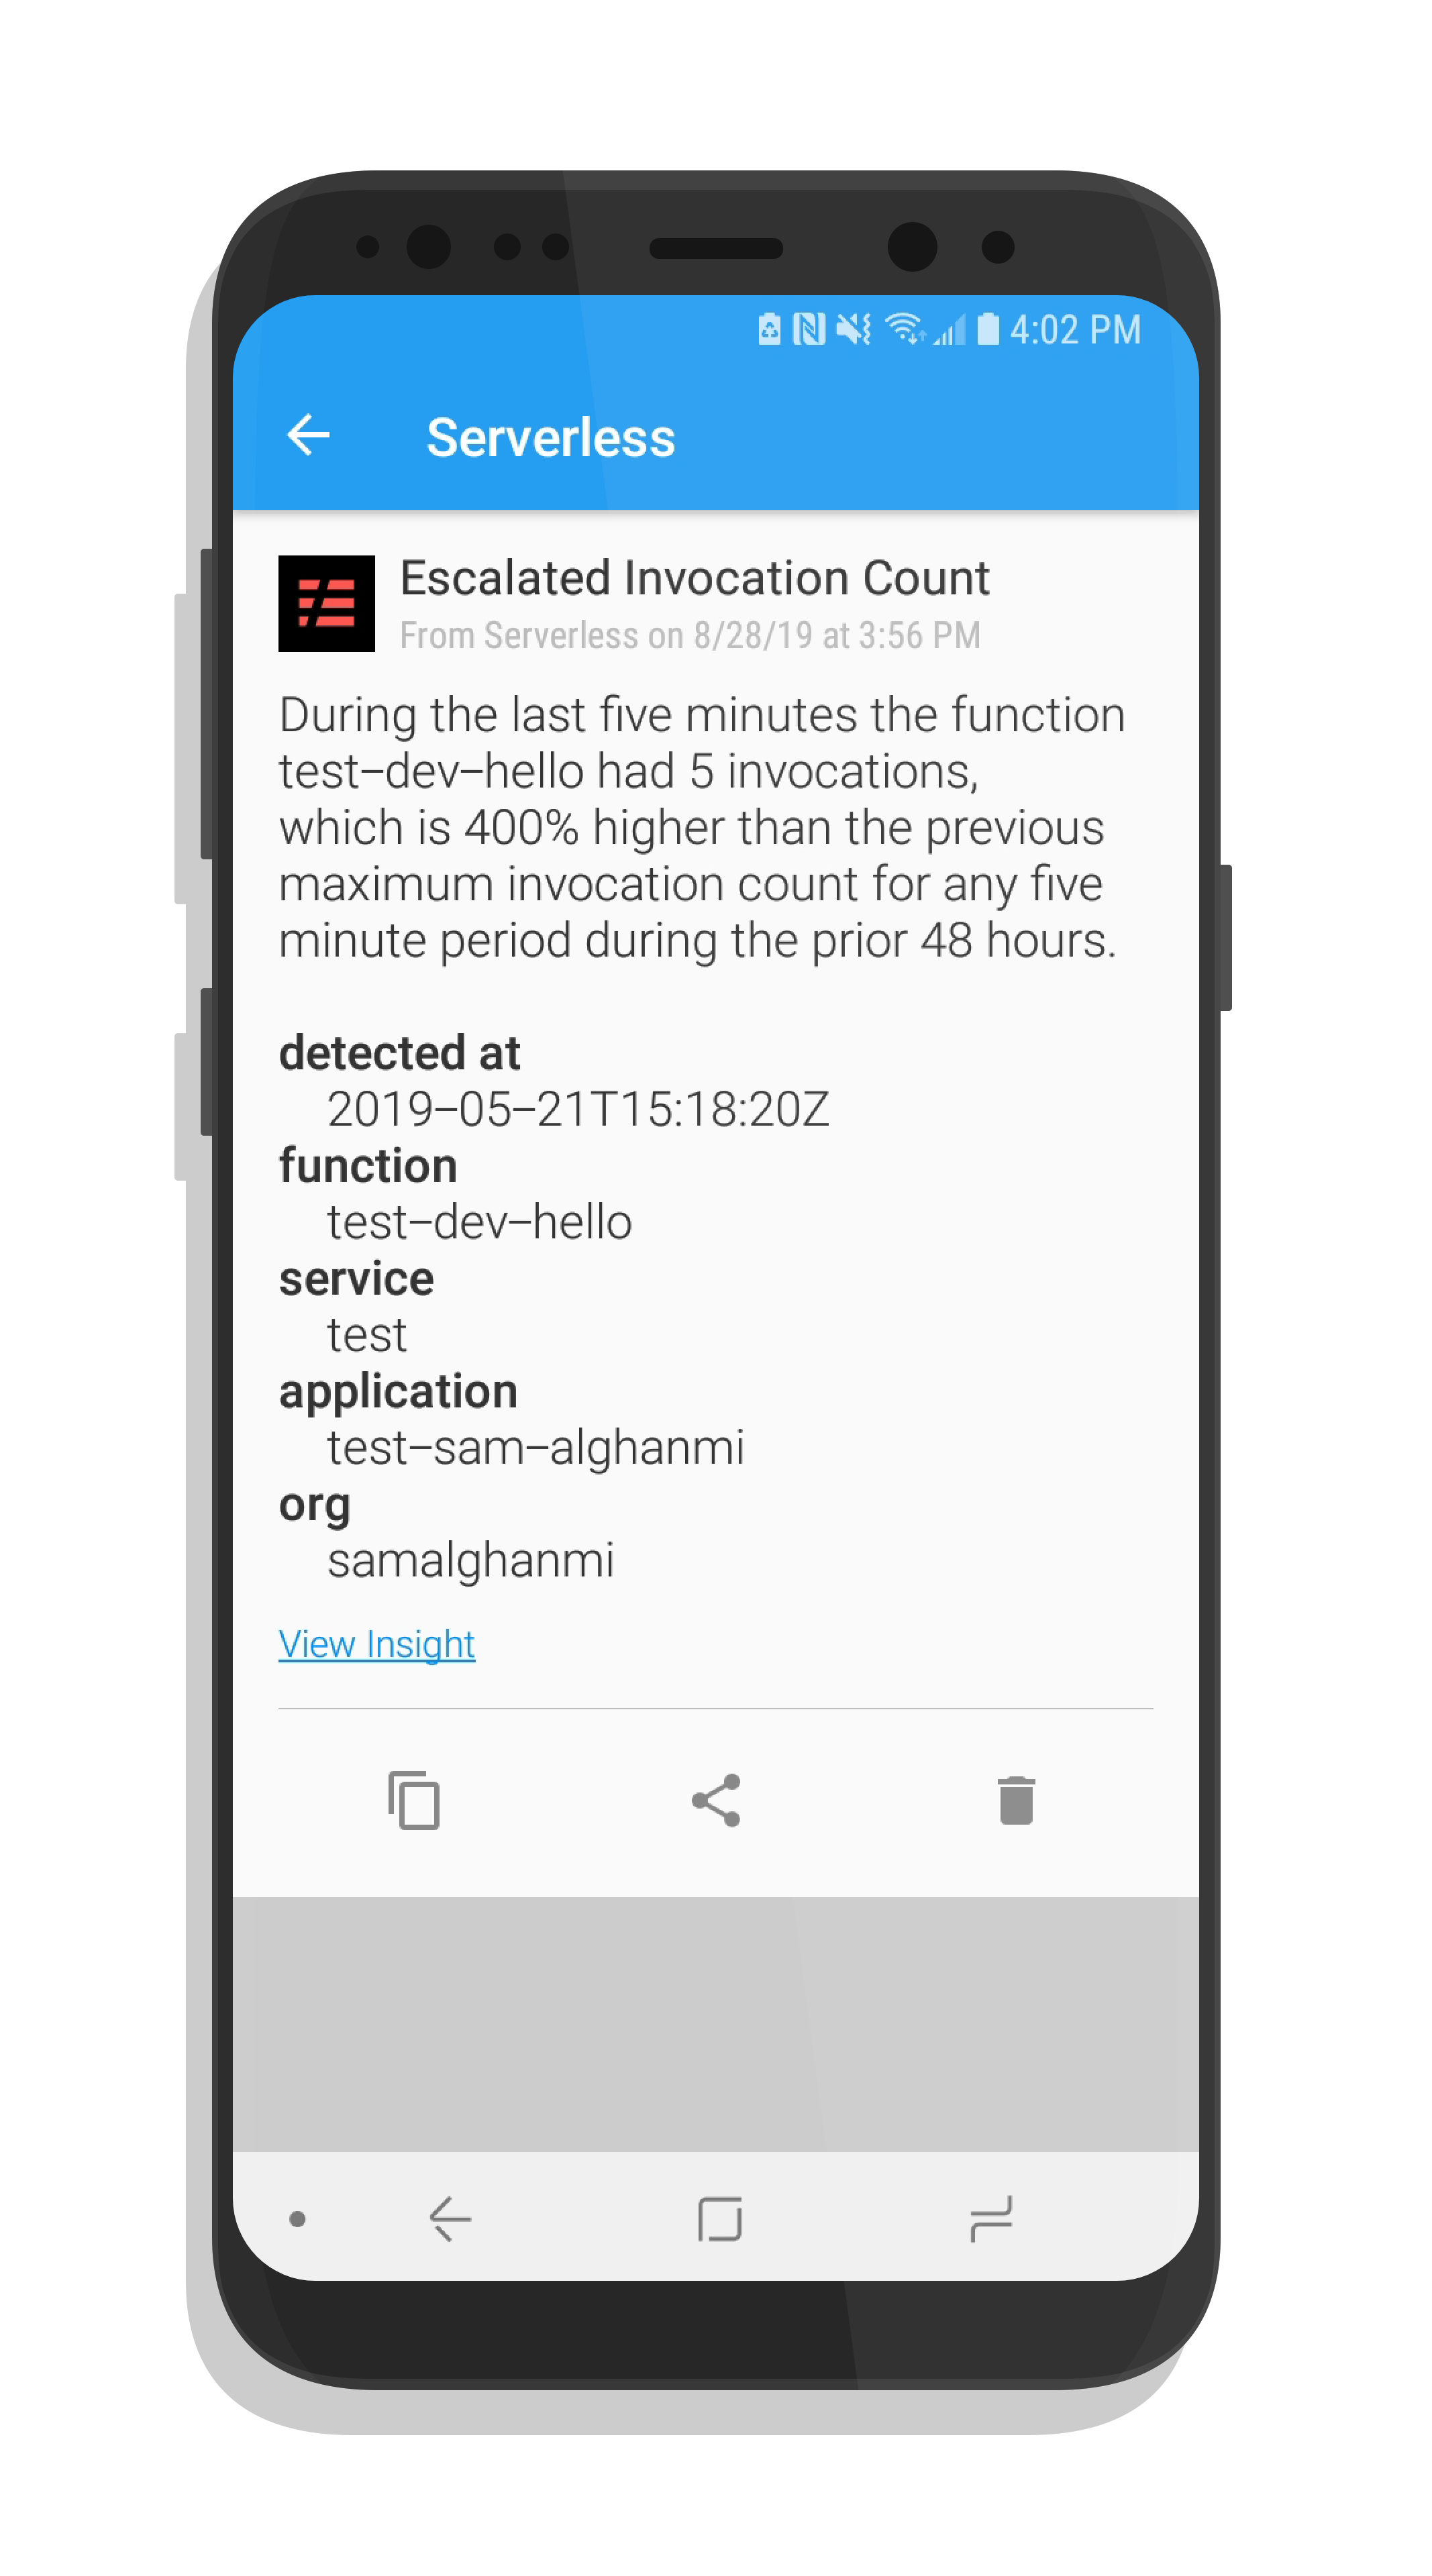 4:02 PM
Serverless
Escalated Invocation Count
From Serverless on 8/28/19 at 3:56 PM
During the last five minutes the function
test-dev-hello had 5 invocations,
which is 400% higher than the previous
maximum invocation count for any five
minute period during the prior 48 hours.
detected at
2019-05-21T15:18:20Z
function
test-dev-hello
service
test
application
test-sam-alghanmi
org
samalghanmi
View Insight